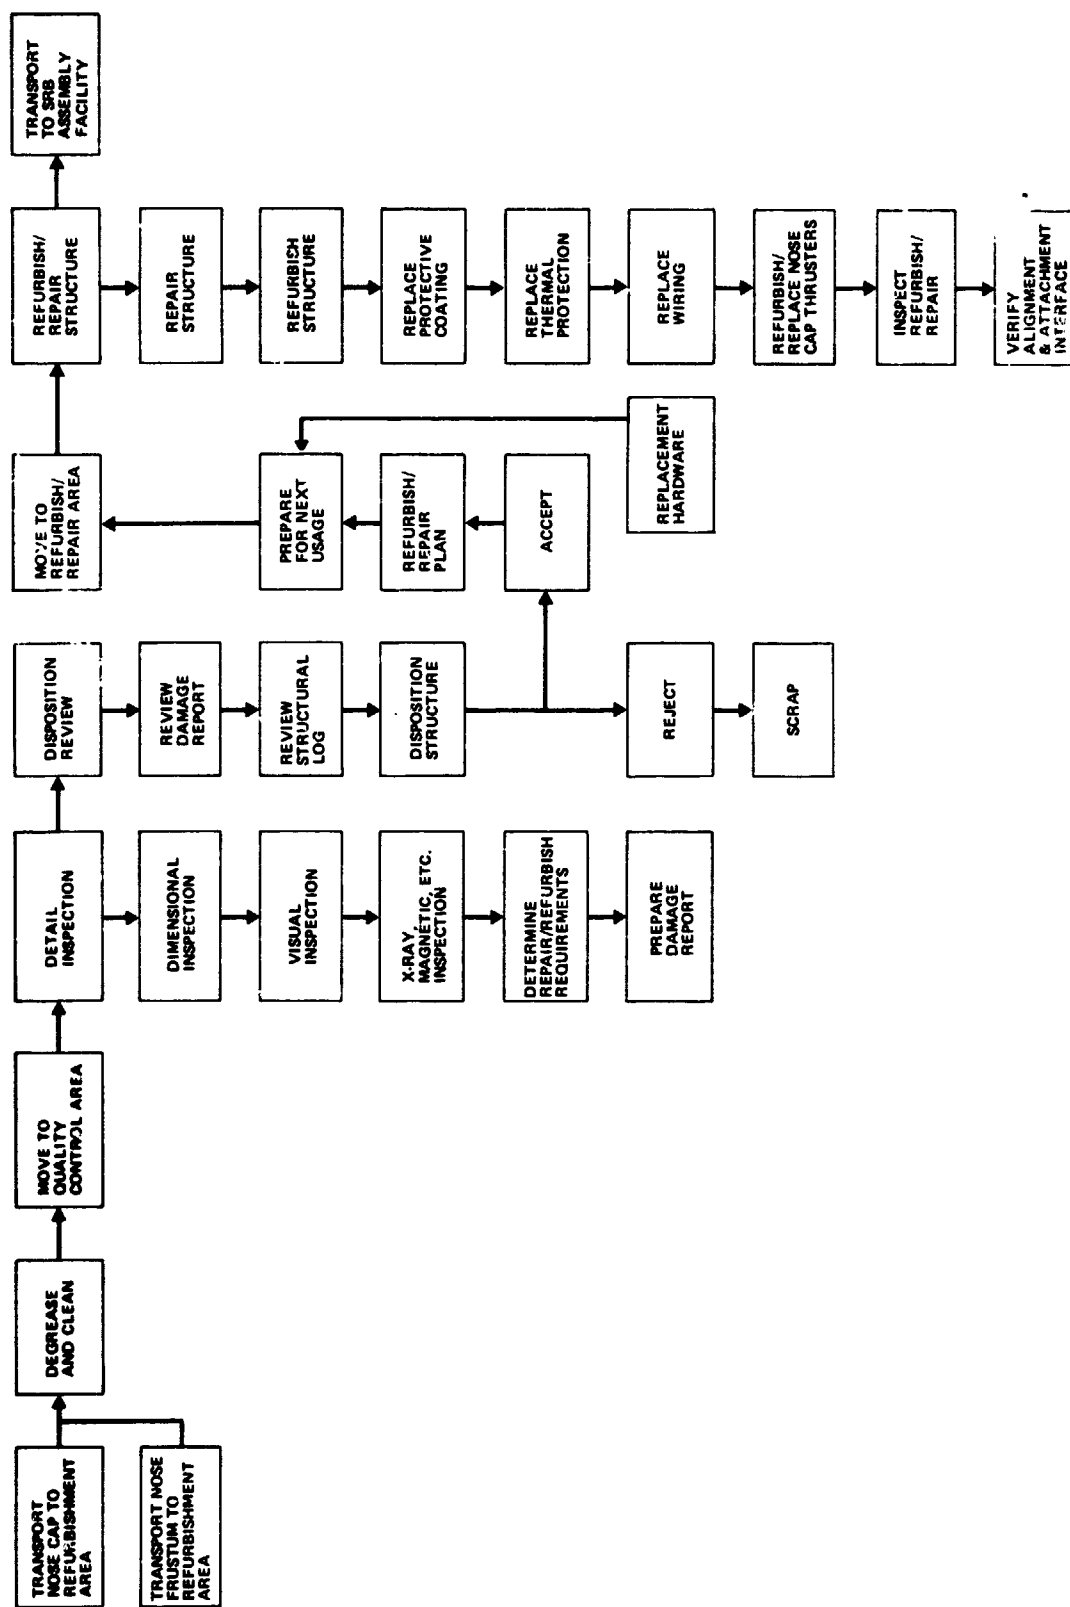 TRANSPORT
NOSE CAP TO
REFURBISHMENT
AREA
TRANSPORT NOSE
FRUSTUM TO
REFURBISHMENT
AREA
DEGREASE
AND CLEAN
MOVE TO
QUALITY
CONTROL AREA
DETAIL
INSPECTION
DIMENSIONAL
INSPECTION
VISUAL
INSPECTION
X-RAY,
MAGNETIC, ETC.
INSPECTION
DETERMINE
REPAIR/REFURBISH
REQUIREMENTS
PREPARE
DAMAGE
REPORT
DISPOSITION
REVIEW
REVIEW
DAMAGE
REPORT
REVIEW
STRUCTURAL
LOG
DISPOSITION
STRUCTURE
REJECT
SCRAP
MOVE TO
REFURBISH/
REPAIR AREA
PREPARE
FOR NEXT
USAGE
REFURBISH/
REPAIR
PLAN
ACCEPT
REPLACEMENT
HARDWARE
REFURBISH/
REPAIR
STRUCTURE
REPAIR
STRUCTURE
REFURBISH
STRUCTURE
REPLACE
PROTECTIVE
COATING
REPLACE
THERMAL
PROTECTION
REPLACE
WIRING
REFURBISH/
REPLACE NOSE
CAP THRUSTERS
INSPECT
REFURBISH/
REPAIR
VERIFY
ALIGNMENT
& ATTACHMENT
INTERFACE
TRANSPORT
TO SRB
ASSEMBLY
FACILITY